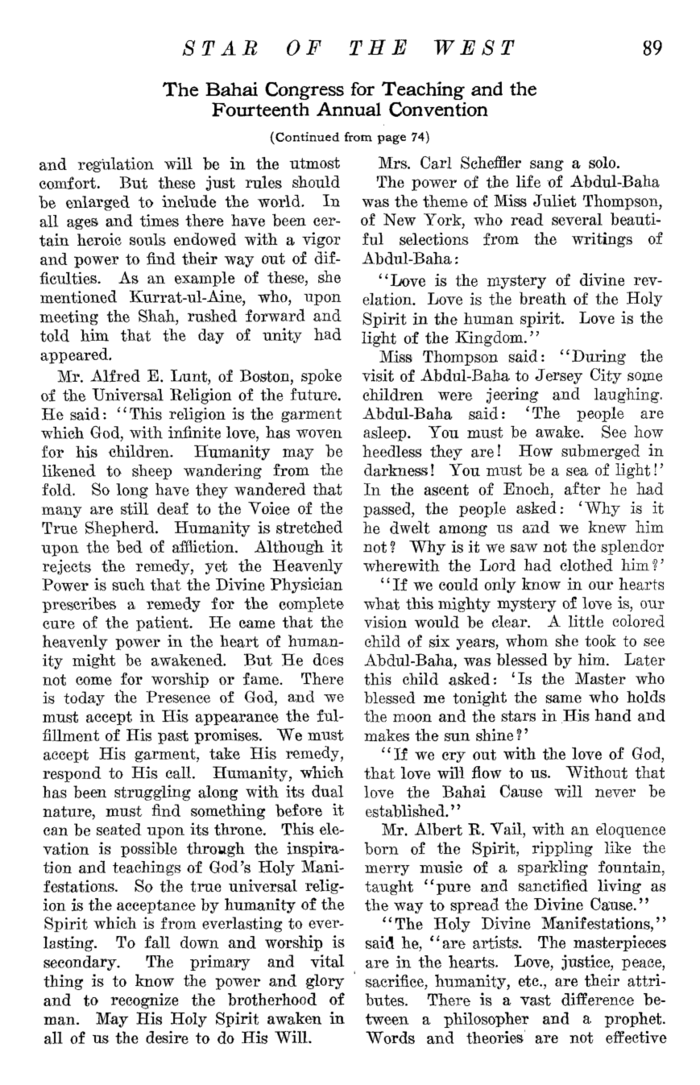 STAR OF THE WEST 89
The Bahai Congress for Teaching and the
Fourteenth Annual Convention
(Continued from page 74)
and regulation will be in the utmost
comfort. But these just rules should
be enlarged to include the world. In
all ages and times there have been cer-
tain heroic souls endowed with a vigor
and power to find their way out of dif-
ficulties. As an example of these, she
mentioned Kurrat-ul-Aine, who, upon
meeting the Shah, rushed forward and
told him that the day of unity had
appeared.
Mr. Alfred E. Lunt, of Boston, spoke
of the Universal Religion of the future.
He said: "This religion is the garment
which God, with infinite love, has woven
for his children. Humanity may be
likened to sheep wandering from the
fold. So long have they wandered that
many are still deaf to the Voice of the
True Shepherd. Humanity is stretched
upon the bed of affliction. Although it
rejects the remedy, yet the Heavenly
Power is such that the Divine Physician
prescribes a remedy for the complete
cure of the patient. He came that the
heavenly power in the heart of human-
ity might be awakened. But He does
not come for worship or fame. There
is today the Presence of God, and we
must accept in His appearance the ful-
fillment of His past promises. We must
accept His garment, take His remedy,
respond to His call. Humanity, which
has been struggling along with its dual
nature, must find something before it
can be seated upon its throne. This ele-
vation is possible through the inspira-
tion and teachings of God's Holy Mani-
festations. So the true universal relig-
ion is the acceptance by humanity of the
Spirit which is from everlasting to ever-
lasting. To fall down and worship is
secondary. The primary and vital
thing is to know the power and glory
and to recognize the brotherhood of
man. May His Holy Spirit awaken in
all of us the desire to do His Will.
Mrs. Carl Scheffler sang a solo.
The power of the life of Abdul-Baha
was the theme of Miss Juliet Thompson,
of New York, who read several beauti-
ful selections from the writings of
Abdul-Baha:
"Love is the mystery of divine rev-
elation. Love is the breath of the Holy
Spirit in the human spirit. Love is the
light of the Kingdom."
Miss Thompson said: "During the
visit of Abdul-Baha to Jersey City some
children were jeering and laughing.
Abdul-Baha said: 'The people are
asleep. You must be awake. See how
heedless they are! How submerged in
darkness! You must be a sea of light!'
In the ascent of Enoch, after he had
passed, the people asked: 'Why is it
he dwelt among us and we knew him
not? Why is it we saw not the splendor
wherewith the Lord had clothed him?'
"If we could only know in our hearts
what this mighty mystery of love is, our
vision would be clear. A little colored
child of six years, whom she took to see
Abdul-Baha, was blessed by him. Later
this child asked: 'Is the Master who
blessed me tonight the same who holds
the moon and the stars in His hand and
makes the sun shine?'
"If we cry out with the love of God,
that love will flow to us. Without that
love the Bahai Cause will never be
established."
Mr. Albert R. Vail, with an eloquence
born of the Spirit, rippling like the
merry music of a sparkling fountain,
taught "pure and sanctified living as
the way to spread the Divine Cause."
"The Holy Divine Manifestations,"
said he, "are artists. The masterpieces
are in the hearts. Love, justice, peace,
sacrifice, humanity, etc., are their attri-
butes. There is a vast difference be-
tween a philosopher and a prophet.
Words and theories are not effective